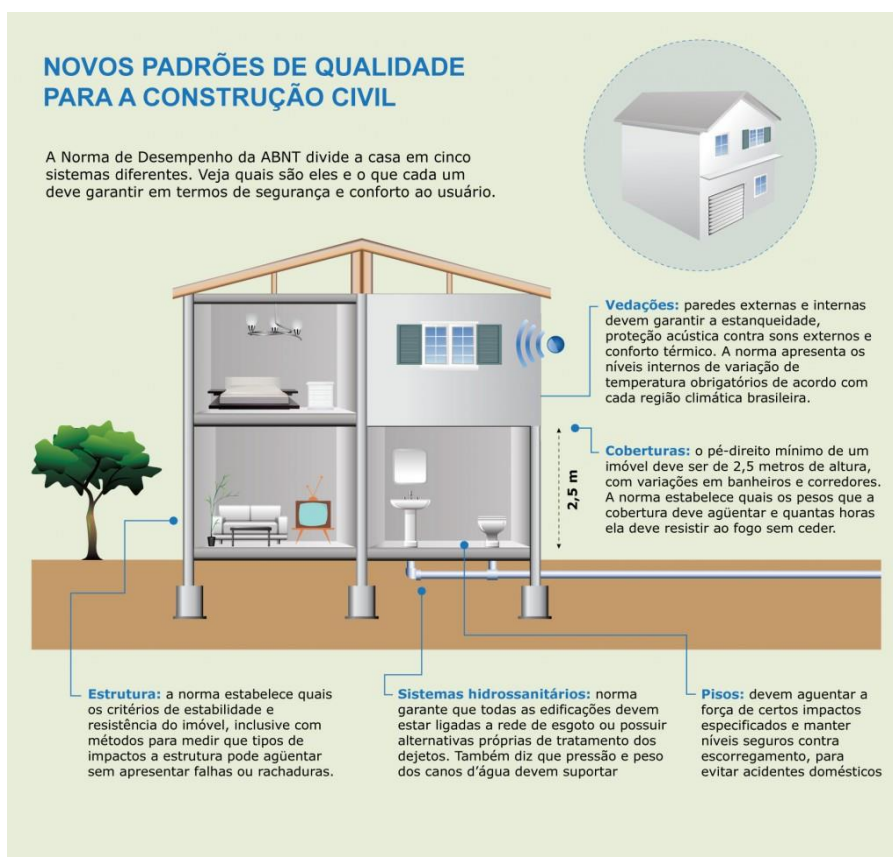 NOVOS PADRÕES DE QUALIDADE
PARA A CONSTRUÇÃO CIVIL
A Norma de Desempenho da ABNT divide a casa em cinco
sistemas diferentes. Veja quais são eles e o que cada um
deve garantir em termos de segurança e conforto ao usuário.
Vedações: paredes externas e internas
devem garantir a estanqueidade,
proteção acústica contra sons externos e
conforto térmico. A norma apresenta os
níveis internos de variação de
temperatura obrigatórios de acordo com
cada região climática brasileira.
Coberturas: o pé-direito mínimo de um
imóvel deve ser de 2,5 metros de altura,
com variações em banheiros e corredores.
A norma estabelece quais os pesos que a
cobertura deve agüentar e quantas horas
ela deve resistir ao fogo sem ceder.
2,5 m
Estrutura: a norma estabelece quais
os critérios de estabilidade e
resistência do imóvel, inclusive com
métodos para medir que tipos de
impactos a estrutura pode agüentar
sem apresentar falhas ou rachaduras.
Sistemas hidrossanitários: norma
garante que todas as edificações devem
estar ligadas a rede de esgoto ou possuir
alternativas próprias de tratamento dos
dejetos. Também diz que pressão e peso
dos canos d’água devem suportar
Pisos: devem aguentar a
força de certos impactos
especificados e manter
níveis seguros contra
escorregamento, para
evitar acidentes domésticos